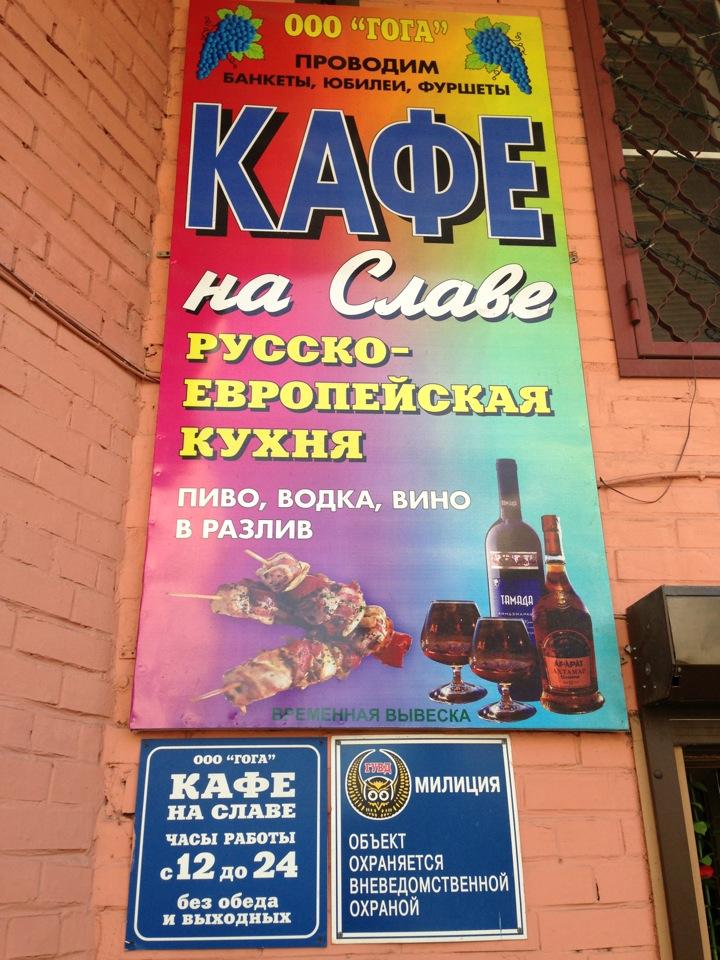 ООО "ГОГА"
ПРОВОДИМ
БАНКЕТЫ, ЮБИЛЕИ, ФУРШЕТЫ
КАФЕ
на Славе
РУССКО-
ЕВРОПЕЙСКАЯ
КУХНЯ
ПИВО, ВОДКА, ВИНО
В РАЗЛИВ
ТАМАДА
ТАМАДА
АРАРАТ
АХТАМАР
ВРЕМЕННАЯ ВЫВЕСКА
ООО "ГОГА"
КАФЕ
НА СЛАВЕ
ЧАСЫ РАБОТЫ
с 12 до 24
без обеда
и выходных
ГУВД
МИЛИЦИЯ
ОБЪЕКТ
ОХРАНЯЕТСЯ
ВНЕВЕДОМСТВЕННОЙ
ОХРАНОЙ